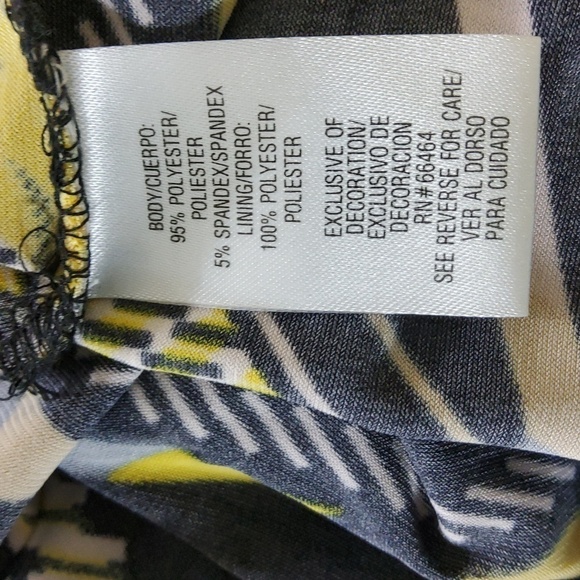 BODY/CUERPO:
95% POLYESTER/
POLIESTER
5% SPANDEX/SPANDEX
LINING/FORRO:
100% POLYESTER/
POLIESTER
EXCLUSIVE OF
DECORATION/
EXCLUSIVO DE
DECORACION
RN#66464
SEE REVERSE FOR CARE/
VER AL DORSO
PARA CUIDADO